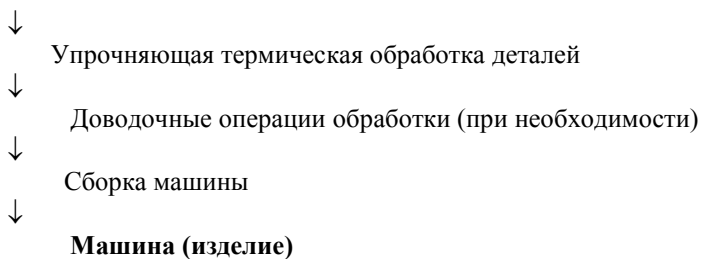 ↓
Упрочняющая термическая обработка деталей
↓
Доводочные операции обработки (при необходимости)
↓
Сборка машины
↓
Машина (изделие)